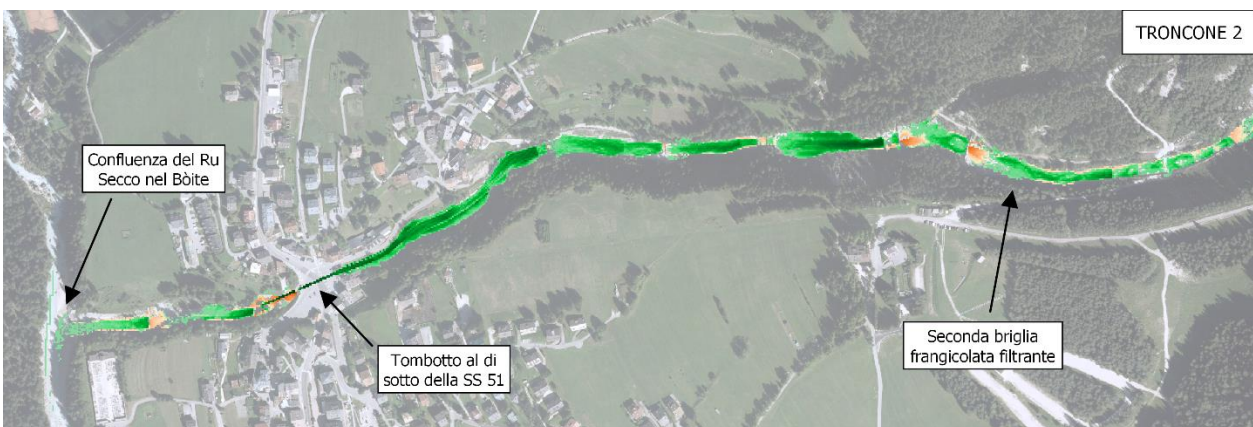 TRONCONE 2
Confluenza del Ru
Secco nel Bòite
Tombotto al di
sotto della SS 51
Seconda briglia
frangicolata filtrante